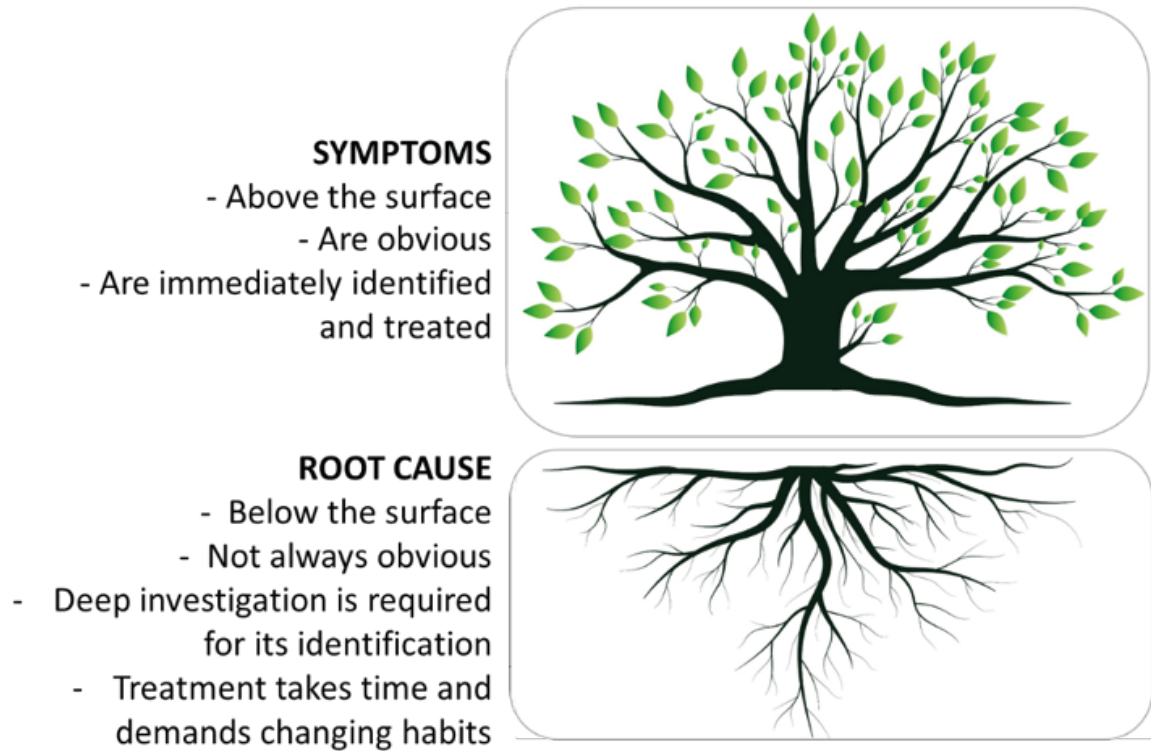 SYMPTOMS
- Above the surface
- Are obvious
- Are immediately identified
and treated
ROOT CAUSE
- Below the surface
- Not always obvious
- Deep investigation is required
for its identification
- Treatment takes time and
demands changing habits